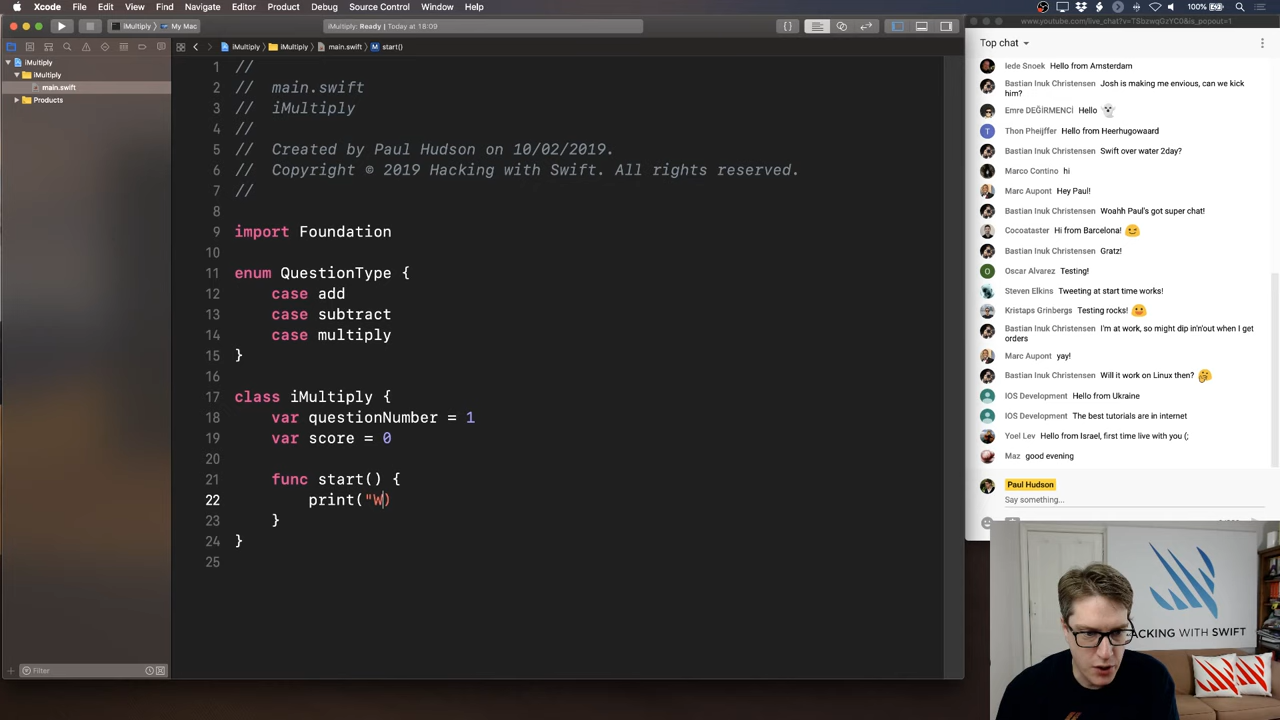 Xcode File Edit View Find Navigate Editor Product Debug Source Control Window Help
iMultiply My Mac
iMultiply: Ready | Today at 18:09
iMultiply iMultiply main.swift M start()
iMultiply
iMultiply
main.swift
Products
Filter
1 //
2 // main.swift
3 // iMultiply
4 //
5 // Created by Paul Hudson on 10/02/2019.
6 // Copyright © 2019 Hacking with Swift. All rights reserved.
7 //
8
9 import Foundation
10
11 enum QuestionType {
12 case add
13 case subtract
14 case multiply
15 }
16
17 class iMultiply {
18 var questionNumber = 1
19 var score = 0
20
21 func start() {
22 print("W)
23 }
24 }
25
www.youtube.com/live_chat?v=TSbzwqGzYC0&is_popout=1
Top chat
Iede Snoek Hello from Amsterdam
Bastian Inuk Christensen Josh is making me envious, can we kick
him?
Emre DEĞİRMENCİ Hello 👻
T Thon Pheijffer Hello from Heerhugowaard
Bastian Inuk Christensen Swift over water 2day?
Marco Contino hi
Marc Aupont Hey Paul!
Bastian Inuk Christensen Woahh Paul's got super chat!
Cocoataster Hi from Barcelona! 😉
Bastian Inuk Christensen Gratz!
O Oscar Alvarez Testing!
Steven Elkins Tweeting at start time works!
Kristaps Grinbergs Testing rocks! 😃
Bastian Inuk Christensen I'm at work, so might dip in'n'out when I get
orders
Marc Aupont yay!
Bastian Inuk Christensen Will it work on Linux then? 🤔
IOS Development Hello from Ukraine
IOS Development The best tutorials are in internet
Yoel Lev Hello from Israel, first time live with you (;
Maz good evening
Paul Hudson
Say something...
HACKING WITH SWIFT